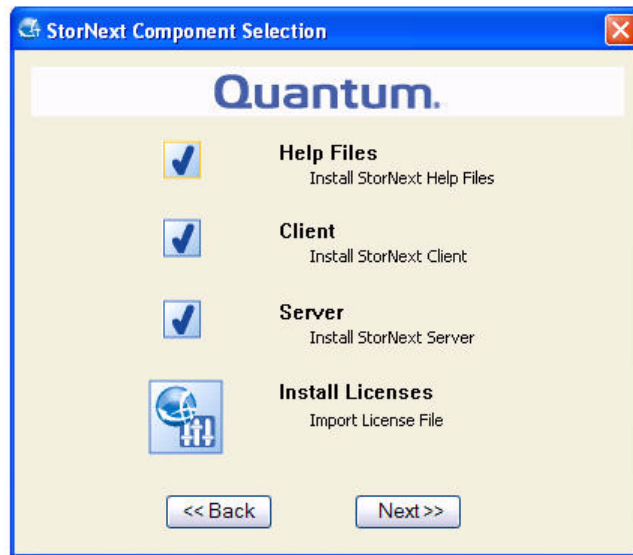 StorNext Component Selection
Quantum.
Help Files
Install StorNext Help Files
Client
Install StorNext Client
Server
Install StorNext Server
Install Licenses
Import License File
<< Back
Next >>